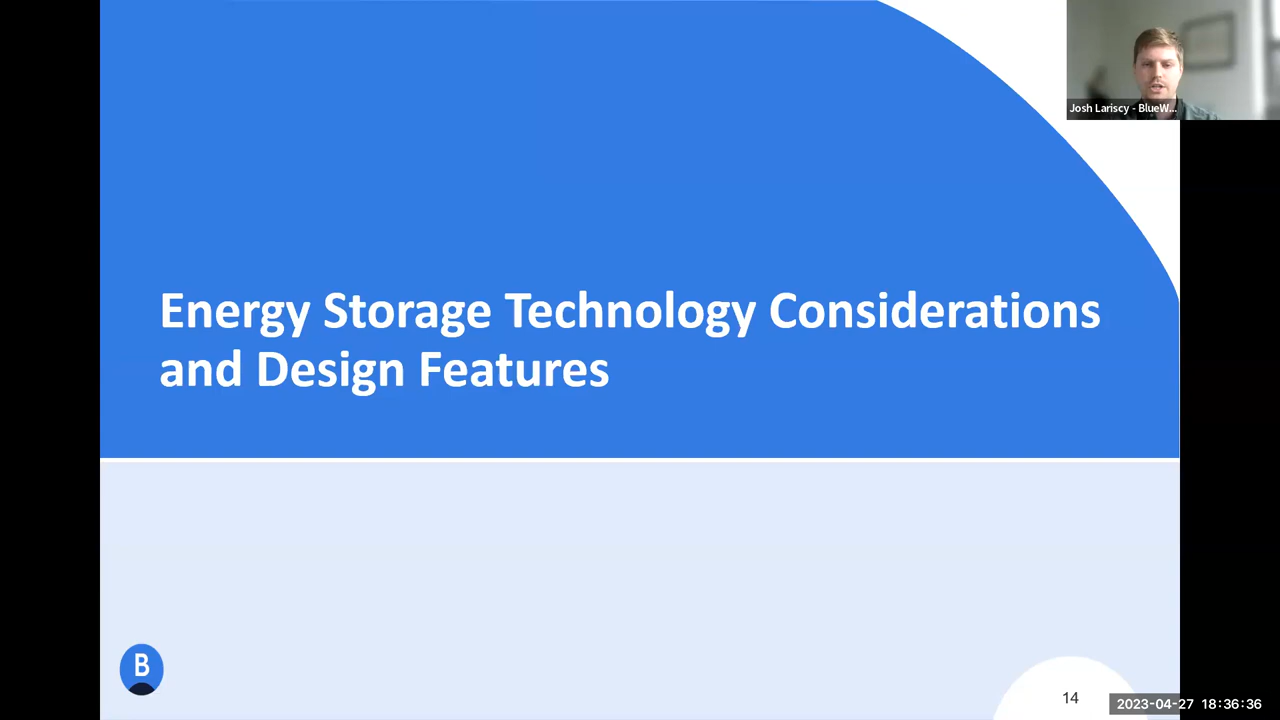 Josh Lariscy - BlueW...
Energy Storage Technology Considerations
and Design Features
B
14
2023-04-27 18:36:36